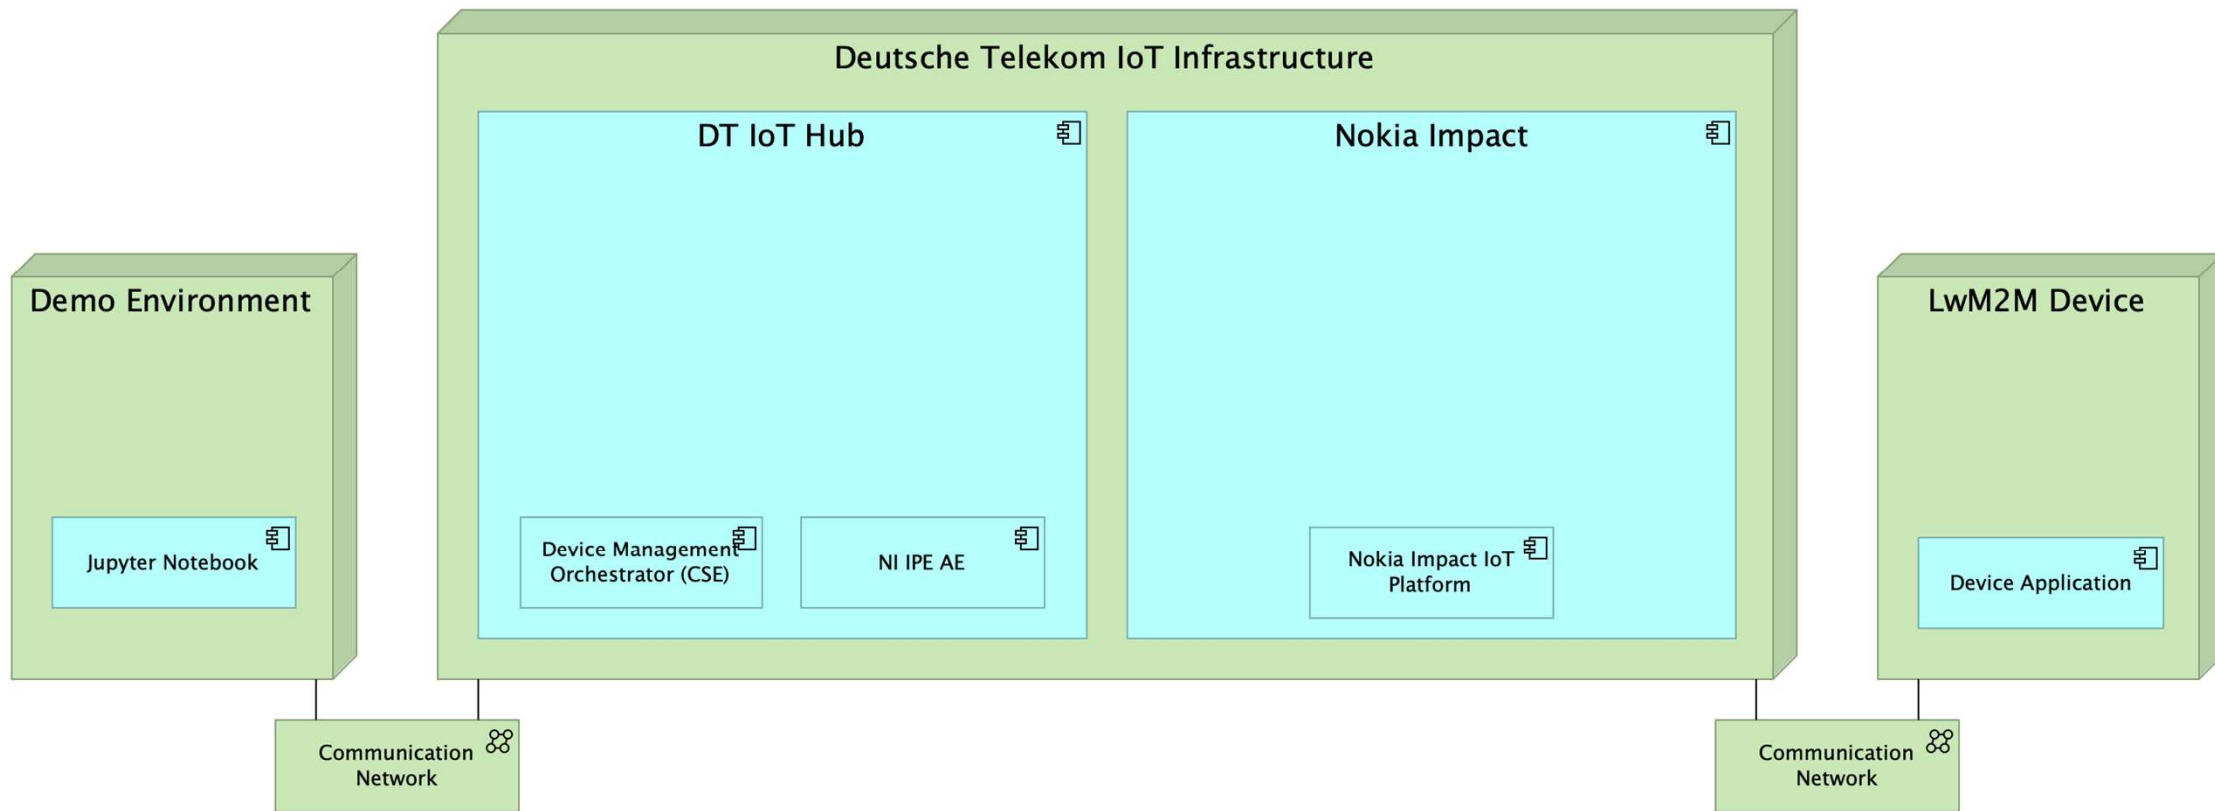 Deutsche Telekom IoT Infrastructure
DT IoT Hub
Nokia Impact
Demo Environment
LwM2M Device
Jupyter Notebook
Device Management
Orchestrator (CSE)
NI IPE AE
Nokia Impact IoT
Platform
Device Application
Communication
Network
Communication
Network